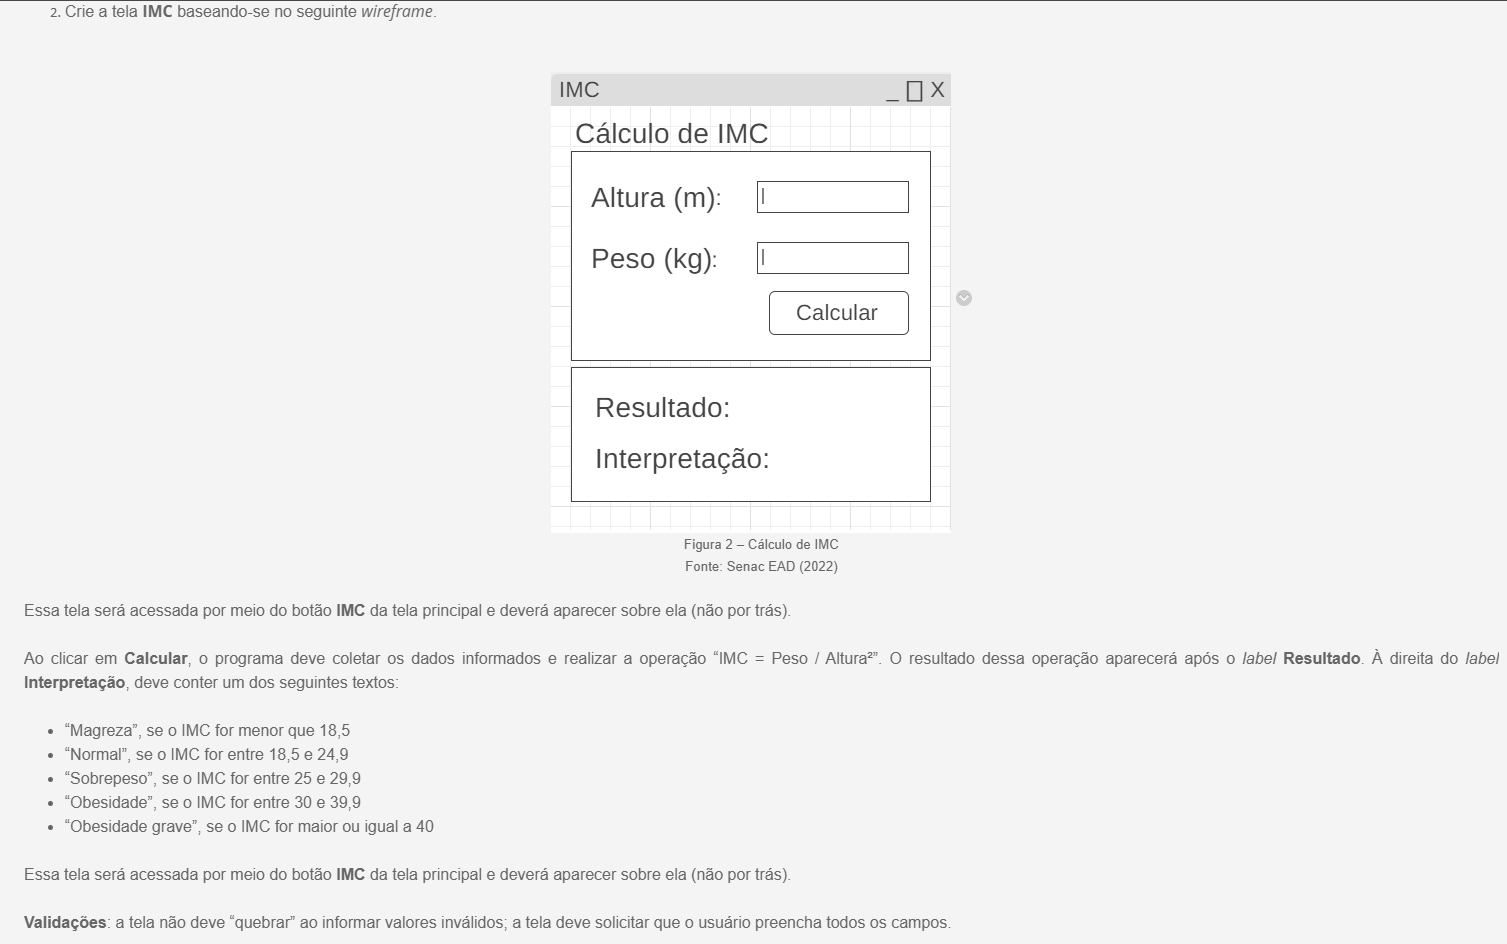 2. Crie a tela IMC baseando-se no seguinte wireframe.
IMC _ X
Cálculo de IMC
Altura (m):
Peso (kg):
Calcular
Resultado:
Interpretação:
Figura 2 – Cálculo de IMC
Fonte: Senac EAD (2022)
Essa tela será acessada por meio do botão IMC da tela principal e deverá aparecer sobre ela (não por trás).
Ao clicar em Calcular, o programa deve coletar os dados informados e realizar a operação “IMC = Peso / Altura²”. O resultado dessa operação aparecerá após o label Resultado. À direita do label
Interpretação, deve conter um dos seguintes textos:
• “Magreza”, se o IMC for menor que 18,5
• “Normal”, se o IMC for entre 18,5 e 24,9
• “Sobrepeso”, se o IMC for entre 25 e 29,9
• “Obesidade”, se o IMC for entre 30 e 39,9
• “Obesidade grave”, se o IMC for maior ou igual a 40
Essa tela será acessada por meio do botão IMC da tela principal e deverá aparecer sobre ela (não por trás).
Validações: a tela não deve “quebrar” ao informar valores inválidos; a tela deve solicitar que o usuário preencha todos os campos.